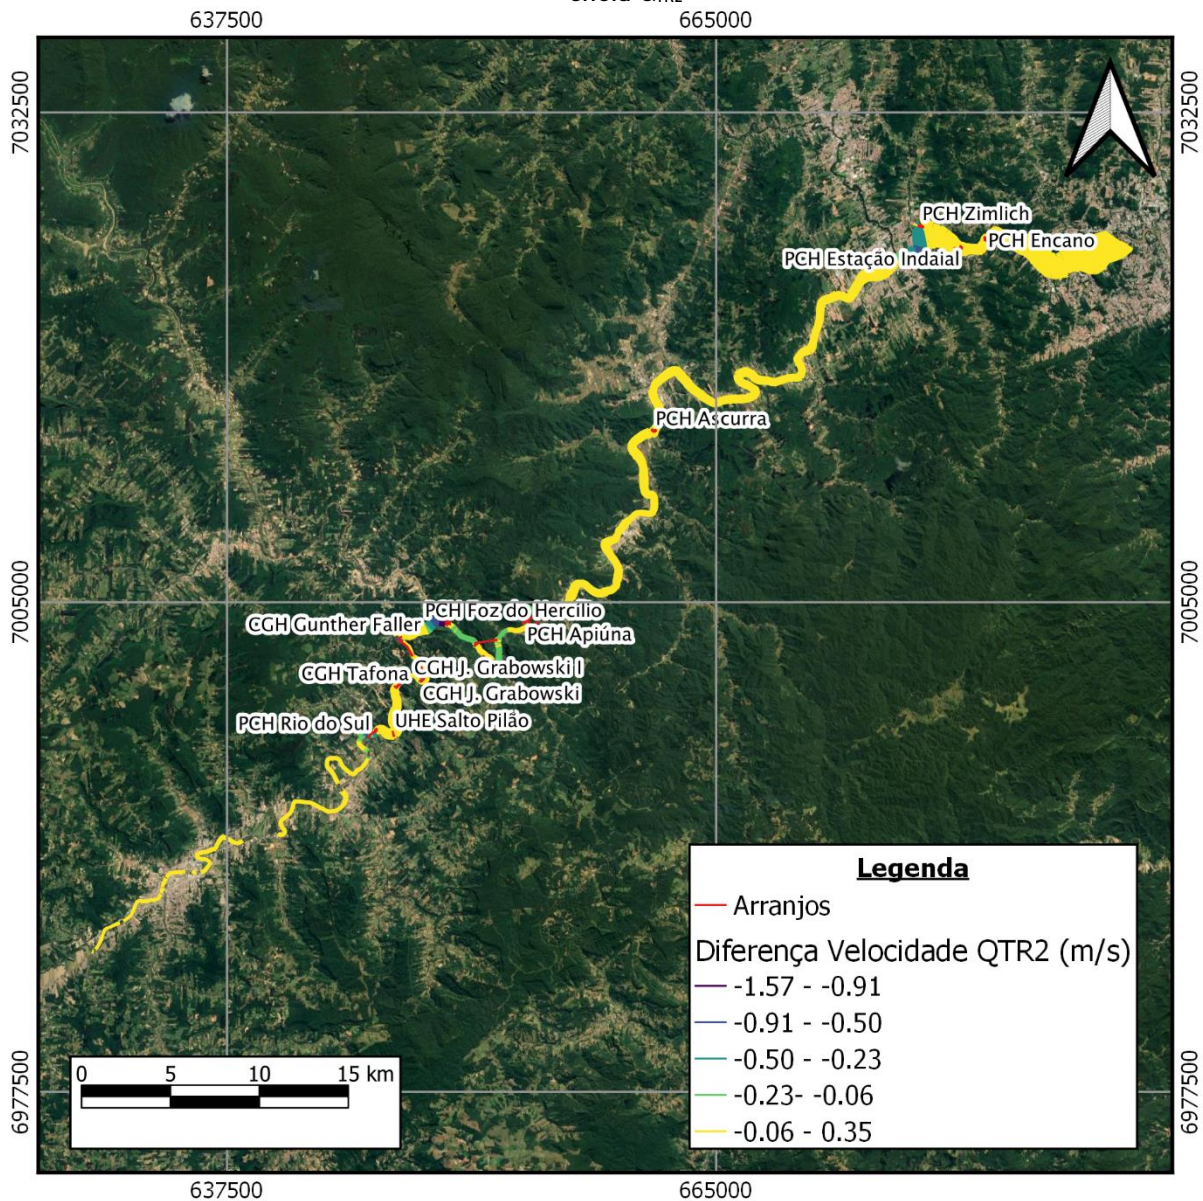 637500
665000
7032500
7032500
PCH Zimlich
PCH Encano
PCH Estação Indaial
PCH Ascurra
7005000
7005000
PCH Foz do Hercílio
CGH Gunther Faller
PCH Apiúna
CGH J. Grabowski I
CGH Tafona
CGH J. Grabowski
PCH Rio do Sul
UHE Salto Pilão
Legenda
Arranjos
Diferença Velocidade QTR2 (m/s)
-1.57 - -0.91
-0.91 - -0.50
-0.50 - -0.23
-0.23- -0.06
-0.06 - 0.35
0 5 10 15 km
6977500
6977500
637500
665000